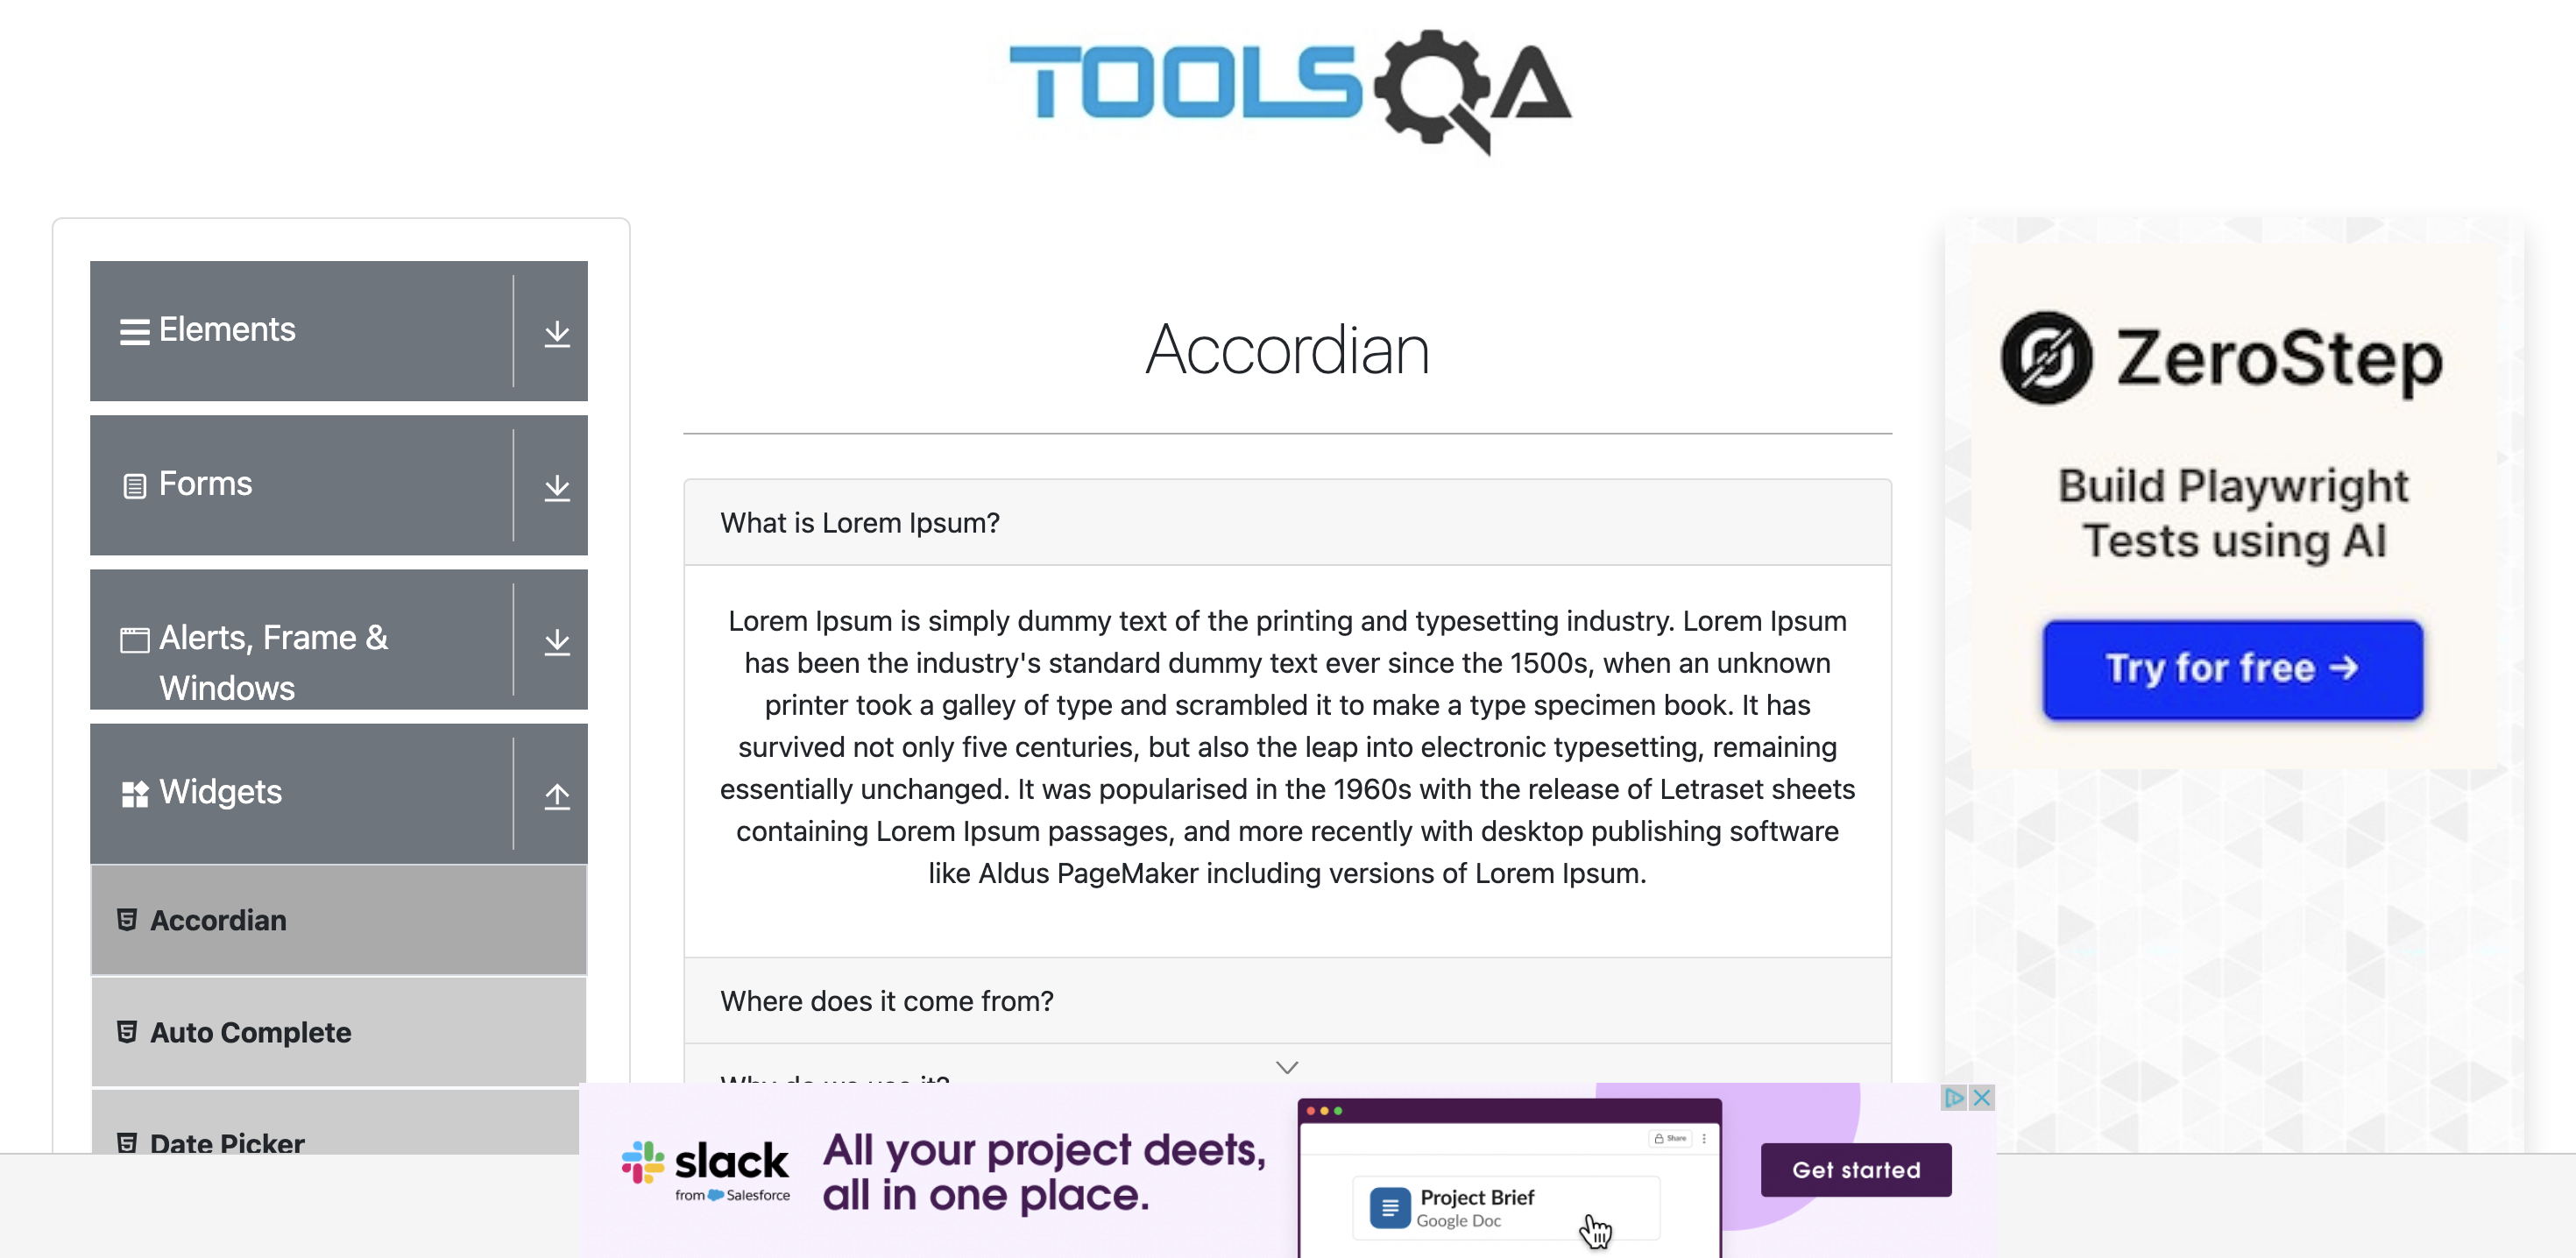 TOOLSQA
Elements
Forms
Alerts, Frame &
Windows
Widgets
Accordian
Auto Complete
Date Picker
Accordian
What is Lorem Ipsum?
Lorem Ipsum is simply dummy text of the printing and typesetting industry. Lorem Ipsum
has been the industry's standard dummy text ever since the 1500s, when an unknown
printer took a galley of type and scrambled it to make a type specimen book. It has
survived not only five centuries, but also the leap into electronic typesetting, remaining
essentially unchanged. It was popularised in the 1960s with the release of Letraset sheets
containing Lorem Ipsum passages, and more recently with desktop publishing software
like Aldus PageMaker including versions of Lorem Ipsum.
Where does it come from?
Why do we use it?
ZeroStep
Build Playwright
Tests using AI
Try for free →
slack
from Salesforce
All your project deets,
all in one place.
Share
Project Brief
Google Doc
Get started